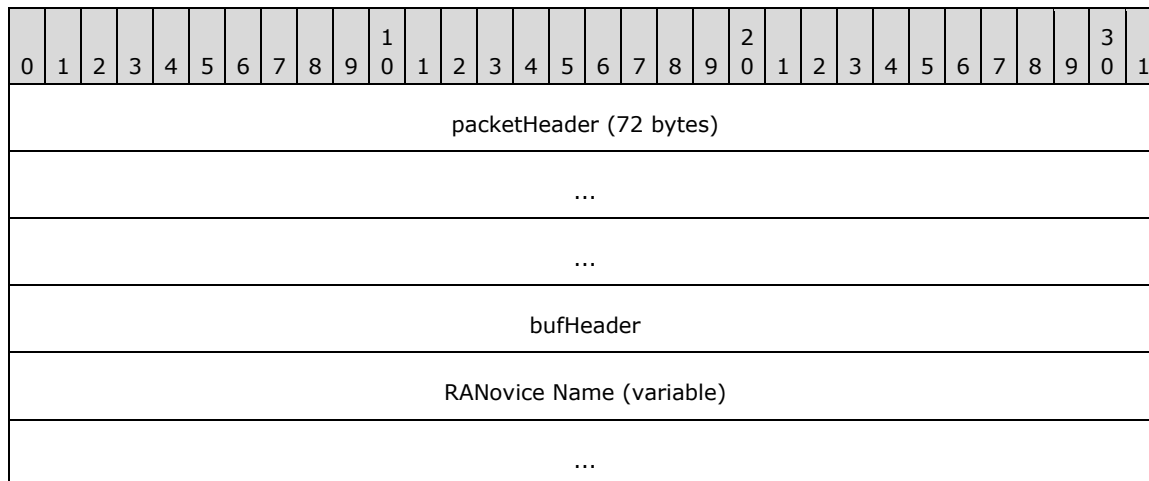 1 2 3
0 1 2 3 4 5 6 7 8 9 0 1 2 3 4 5 6 7 8 9 0 1 2 3 4 5 6 7 8 9 0 1
packetHeader (72 bytes)
...
...
bufHeader
RANovice Name (variable)
...